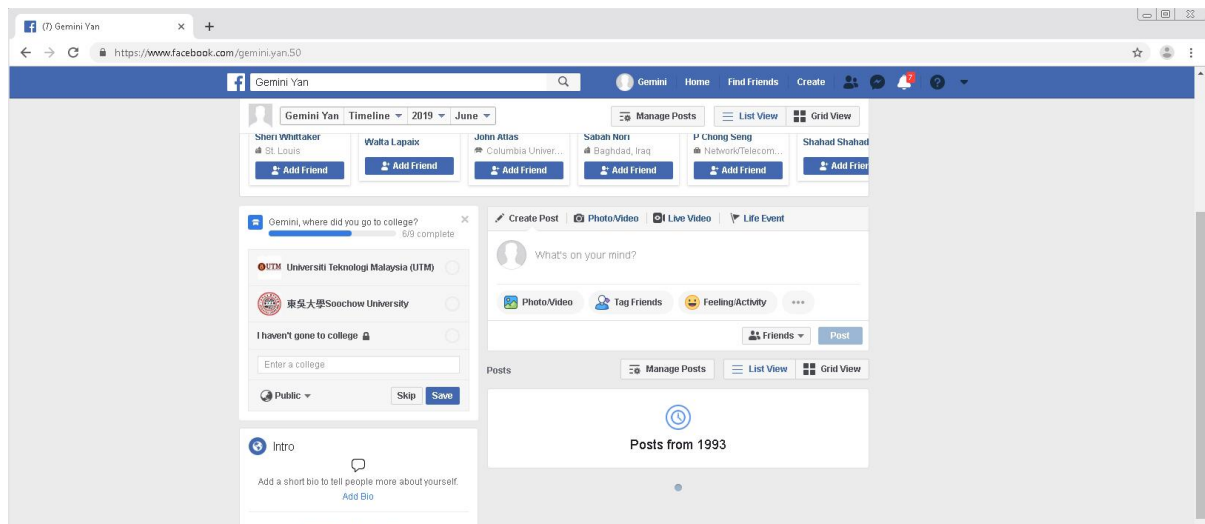 (7) Gemini Yan
https://www.facebook.com/gemini.yan.50
Gemini Yan
Gemini Home Find Friends Create 7
Gemini Yan Timeline 2019 June Manage Posts List View Grid View
Sheri Whittaker
St. Louis
Add Friend
Walta Lapaix
Add Friend
John Atlas
Columbia Univer...
Add Friend
Sabah Nori
Baghdad, Iraq
Add Friend
P Chong Seng
Network/Telecom...
Add Friend
Shahad Shahad
Add Frien
Gemini, where did you go to college?
6/9 complete
UTM Universiti Teknologi Malaysia (UTM)
東吳大學Soochow University
I haven't gone to college
Enter a college
Public Skip Save
Intro
Add a short bio to tell people more about yourself.
Add Bio
Create Post Photo/Video Live Video Life Event
What's on your mind?
Photo/Video Tag Friends Feeling/Activity
Friends Post
Posts Manage Posts List View Grid View
Posts from 1993